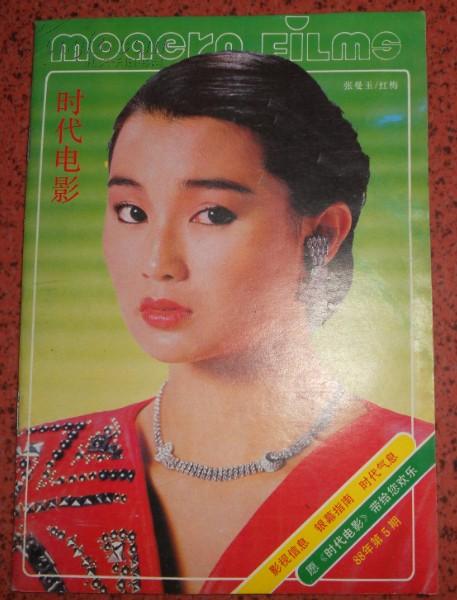 modern films
张曼玉/红梅
时代电影
影视信息 银幕指南 时代气息
愿《时代电影》带给您欢乐
88年第5期